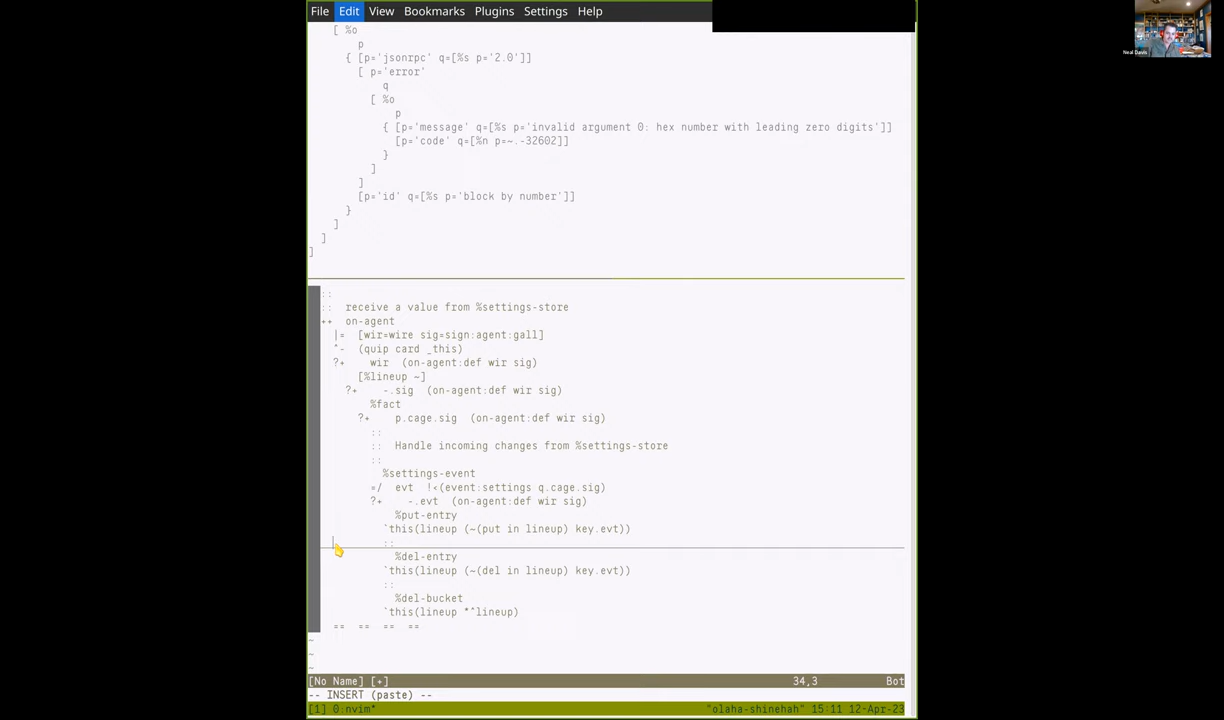 File Edit View Bookmarks Plugins Settings Help
Neal Davis
[ %o
p
{ [p='jsonrpc' q=[%s p='2.0']]
[ p='error'
q
[ %o
p
{ [p='message' q=[%s p='invalid argument 0: hex number with leading zero digits']]
[p='code' q=[%n p=~.-32602]]
}
]
]
[p='id' q=[%s p='block by number']]
}
]
]
]
::
:: receive a value from %settings-store
++ on-agent
|= [wir=wire sig=sign:agent:gall]
^- (quip card _this)
?+ wir (on-agent:def wir sig)
[%lineup ~]
?+ -.sig (on-agent:def wir sig)
%fact
?+ p.cage.sig (on-agent:def wir sig)
::
:: Handle incoming changes from %settings-store
::
%settings-event
=/ evt !<(event:settings q.cage.sig)
?+ -.evt (on-agent:def wir sig)
%put-entry
`this(lineup (~(put in lineup) key.evt))
::
%del-entry
`this(lineup (~(del in lineup) key.evt))
::
%del-bucket
`this(lineup *^lineup)
== == == ==
~
~
~
[No Name] [+] 34,3 Bot
-- INSERT (paste) --
[1] 0:nvim* "olaha-shinehah" 15:11 12-Apr-23